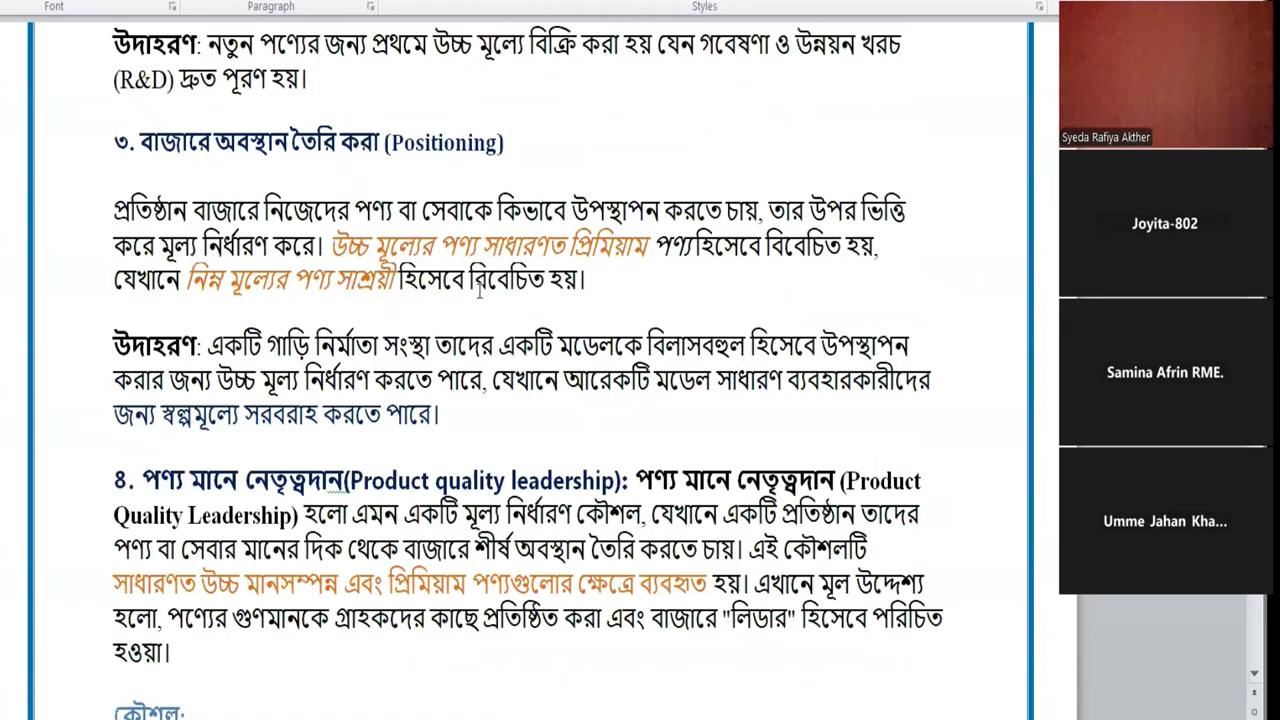 Font
Paragraph
Styles
উদাহরণ: নতুন পণ্যের জন্য প্রথমে উচ্চ মূল্যে বিক্রি করা হয় যেন গবেষণা ও উন্নয়ন খরচ
(R&D) দ্রুত পূরণ হয়।
৩. বাজারে অবস্থান তৈরি করা (Positioning)
প্রতিষ্ঠান বাজারে নিজেদের পণ্য বা সেবাকে কিভাবে উপস্থাপন করতে চায়, তার উপর ভিত্তি
করে মূল্য নির্ধারণ করে। উচ্চ মূল্যের পণ্য সাধারণত প্রিমিয়াম পণ্য হিসেবে বিবেচিত হয়,
যেখানে নিম্ন মূল্যের পণ্য সাশ্রয়ী হিসেবে বিবেচিত হয়।
উদাহরণ: একটি গাড়ি নির্মাতা সংস্থা তাদের একটি মডেলকে বিলাসবহুল হিসেবে উপস্থাপন
করার জন্য উচ্চ মূল্য নির্ধারণ করতে পারে, যেখানে আরেকটি মডেল সাধারণ ব্যবহারকারীদের
জন্য স্বল্পমূল্যে সরবরাহ করতে পারে।
৪. পণ্য মানে নেতৃত্বদান(Product quality leadership): পণ্য মানে নেতৃত্বদান (Product
Quality Leadership) হলো এমন একটি মূল্য নির্ধারণ কৌশল, যেখানে একটি প্রতিষ্ঠান তাদের
পণ্য বা সেবার মানের দিক থেকে বাজারে শীর্ষ অবস্থান তৈরি করতে চায়। এই কৌশলটি
সাধারণত উচ্চ মানসম্পন্ন এবং প্রিমিয়াম পণ্যগুলোর ক্ষেত্রে ব্যবহৃত হয়। এখানে মূল উদ্দেশ্য
হলো, পণ্যের গুণমানকে গ্রাহকদের কাছে প্রতিষ্ঠিত করা এবং বাজারে "লিডার" হিসেবে পরিচিত
হওয়া।
কৌশল:
Syeda Rafiya Akther
Joyita-802
Samina Afrin RME.
Umme Jahan Kha...